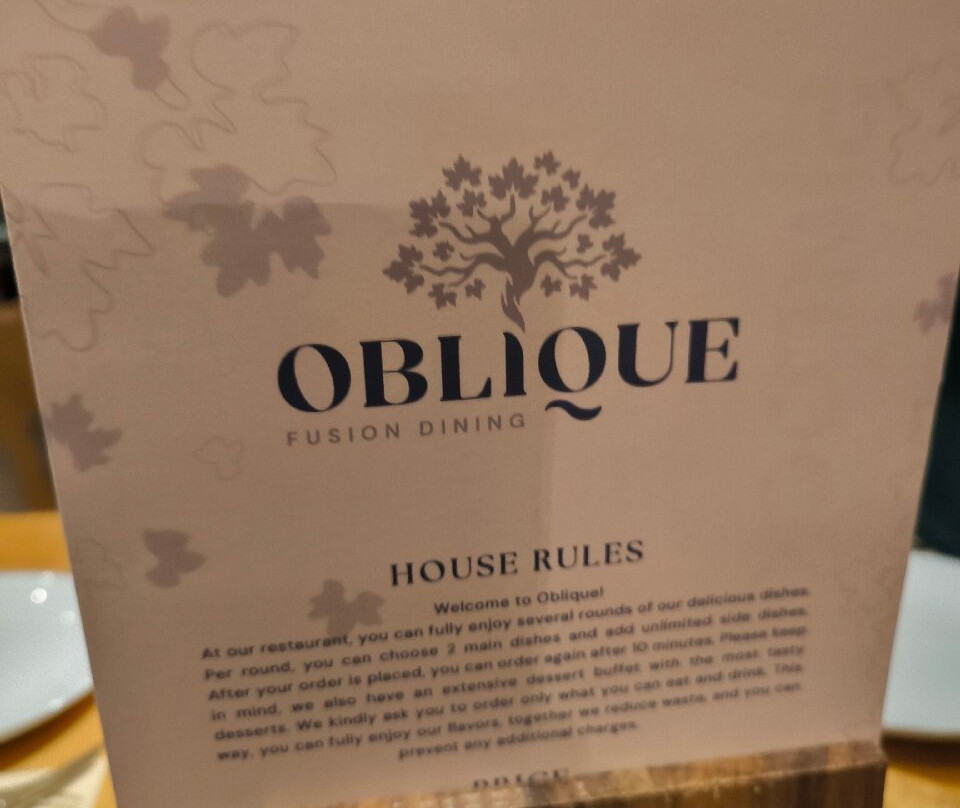 OBLIQUE
FUSION DINING
HOUSE RULES
Welcome to Oblique!
At our restaurant, you can fully enjoy several rounds of our delicious dishes.
Per round, you can choose 2 main dishes and add unlimited side dishes.
After your order is placed, you can order again after 10 minutes. Please keep
in mind, we also have an extensive dessert buffet with the most tasty
desserts. We kindly ask you to order only what you can eat and drink. This
way, you can fully enjoy our flavors, together we reduce waste, and you can
prevent any additional charges.